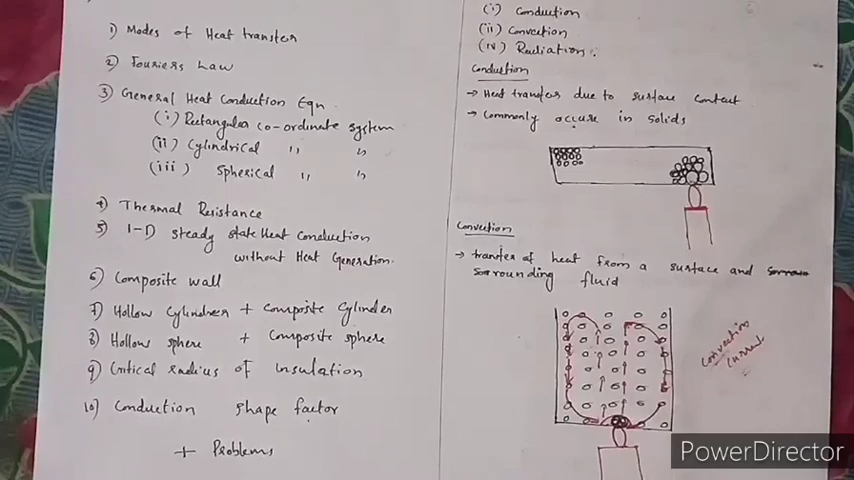 1) Modes of Heat transfer
2) Fouriers Law
3) General Heat Conduction Eqn.
(i) Rectangular co-ordinate system
(ii) Cylindrical " "
(iii) Spherical " "
4) Thermal Resistance
5) 1-D steady state Heat Conduction
without Heat Generation.
6) Composite wall
7) Hollow Cylinder + Composite Cylinder
8) Hollow sphere + Composite sphere
9) Critical radius of insulation
10) Conduction shape factor
+ Problems
(i) Conduction
(ii) Convection
(iv) Radiation.
Conduction
→ Heat transfer due to surface contact
→ Commonly occure in solids
Convection
→ transfer of heat from a surface and
sorrounding fluid
Convection
current
PowerDirector